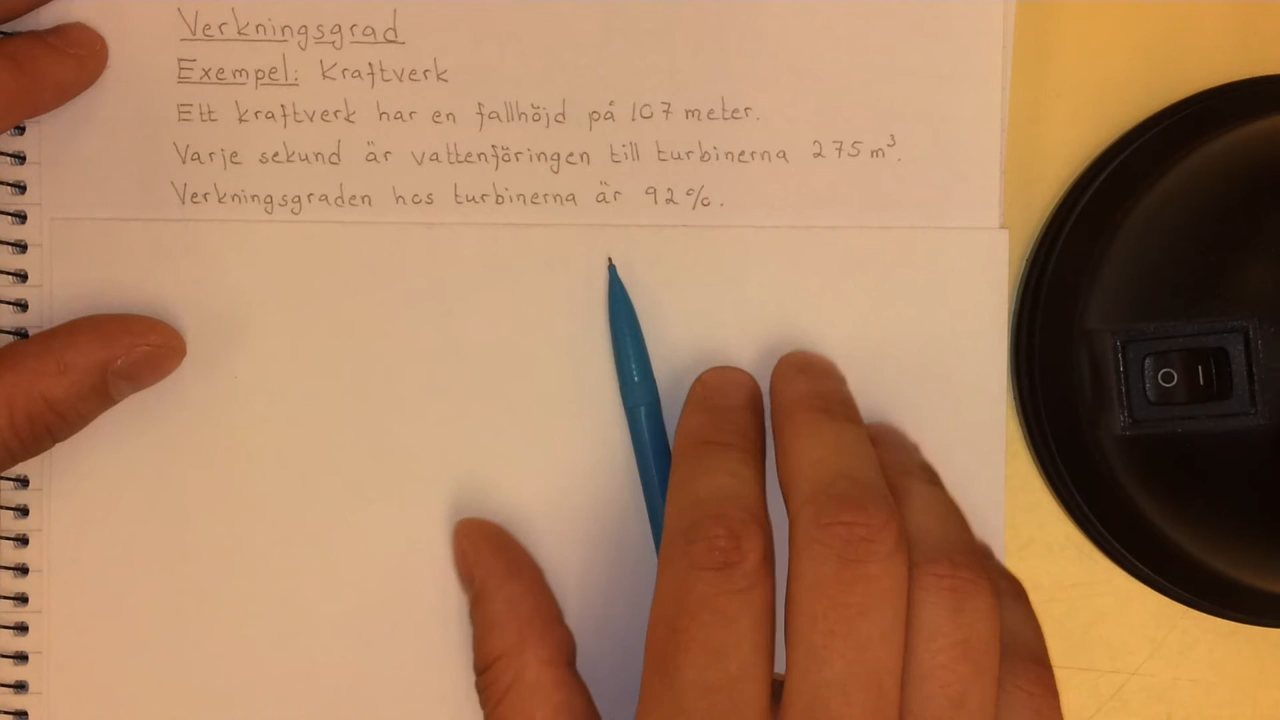 Verkningsgrad
Exempel: Kraftverk
Ett kraftverk har en fallhöjd på 107 meter.
Varje sekund är vattenföringen till turbinerna 275 m³.
Verkningsgraden hos turbinerna är 92%.
O I